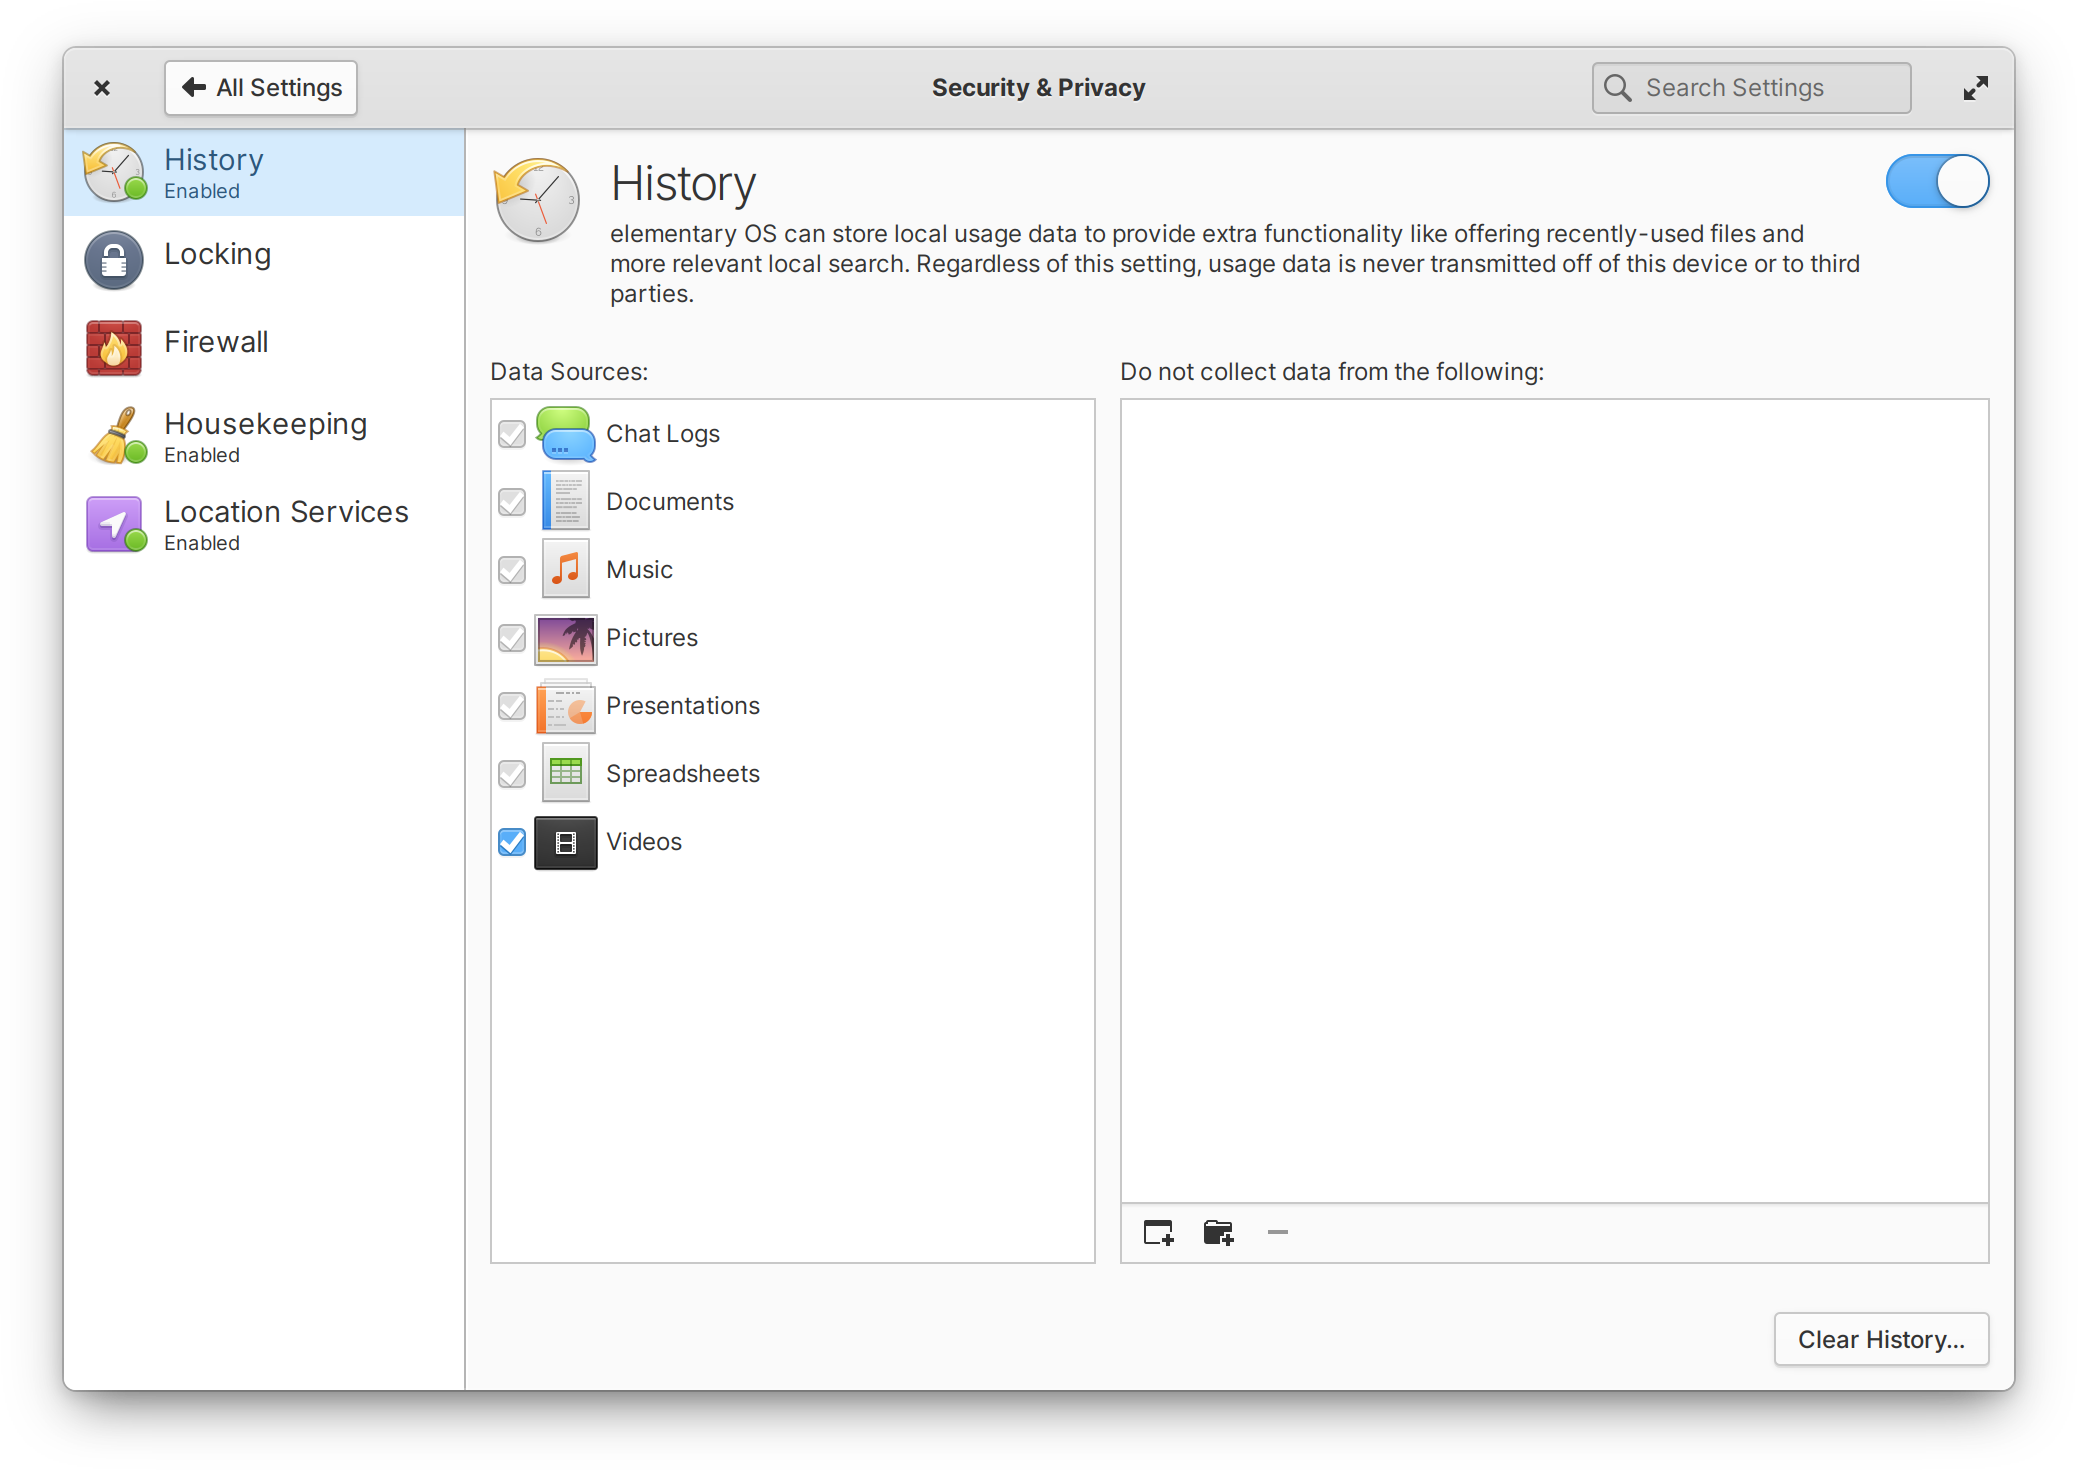 All Settings
Security & Privacy
Search Settings
History
Enabled
Locking
Firewall
Housekeeping
Enabled
Location Services
Enabled
History
elementary OS can store local usage data to provide extra functionality like offering recently-used files and
more relevant local search. Regardless of this setting, usage data is never transmitted off of this device or to third
parties.
Data Sources:
Chat Logs
Documents
Music
Pictures
Presentations
Spreadsheets
Videos
Do not collect data from the following:
Clear History...